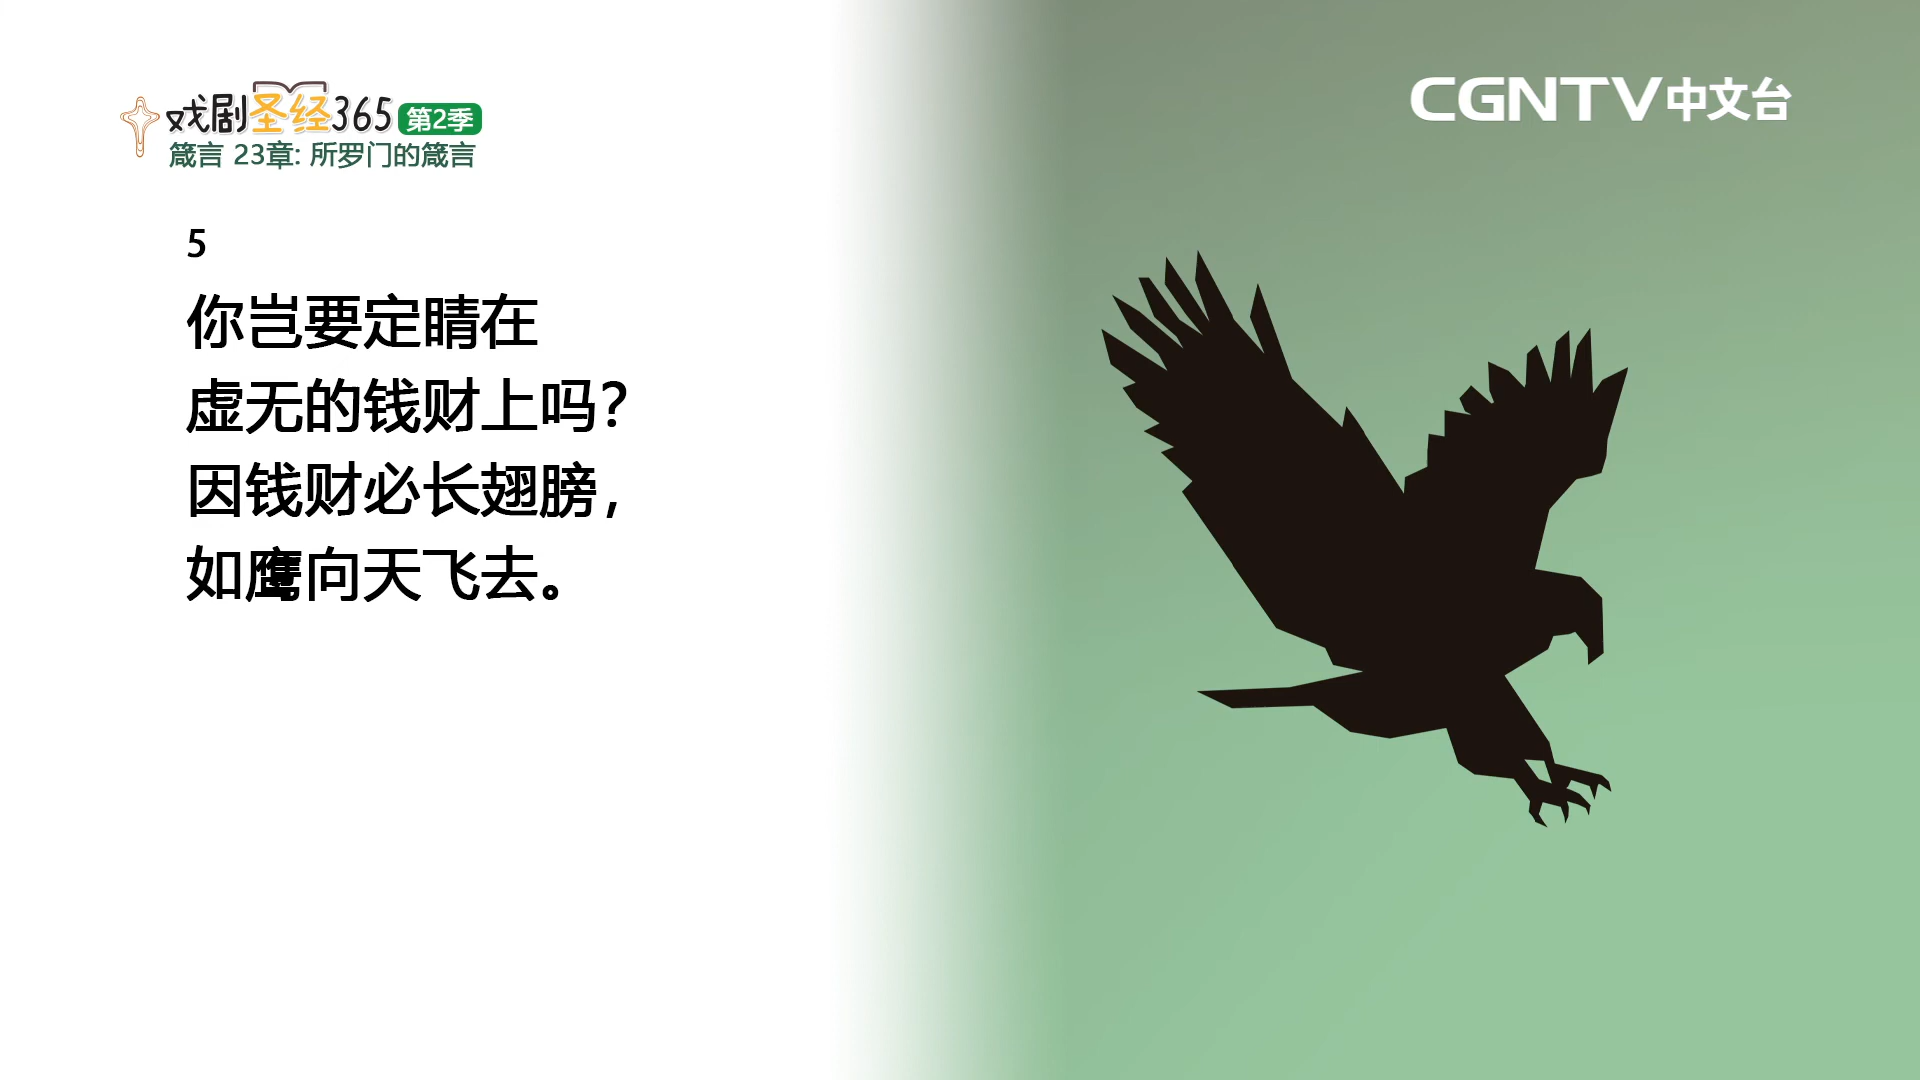 戏剧圣经365 第2季
箴言 23章: 所罗门的箴言
CGNTV中文台
5
你岂要定睛在
虚无的钱财上吗？
因钱财必长翅膀，
如鹰向天飞去。